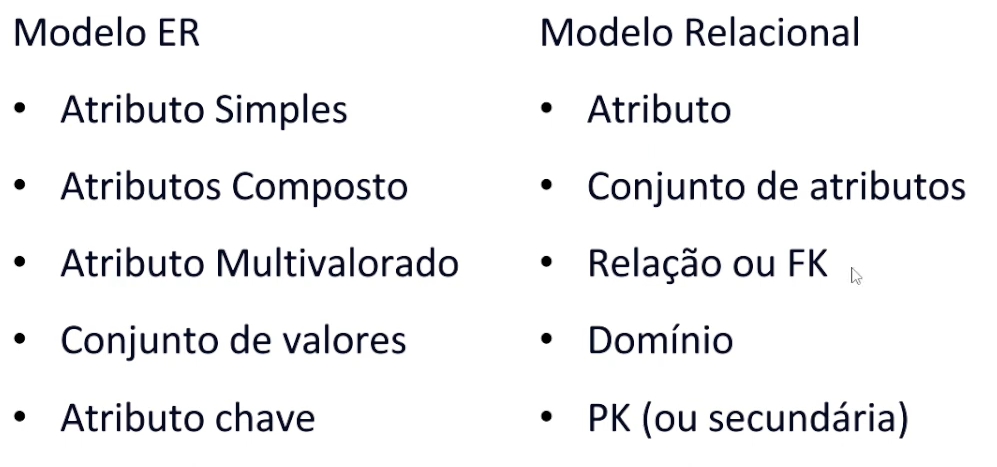 Modelo ER
• Atributo Simples
• Atributos Composto
• Atributo Multivalorado
• Conjunto de valores
• Atributo chave
Modelo Relacional
• Atributo
• Conjunto de atributos
• Relação ou FK
• Domínio
• PK (ou secundária)